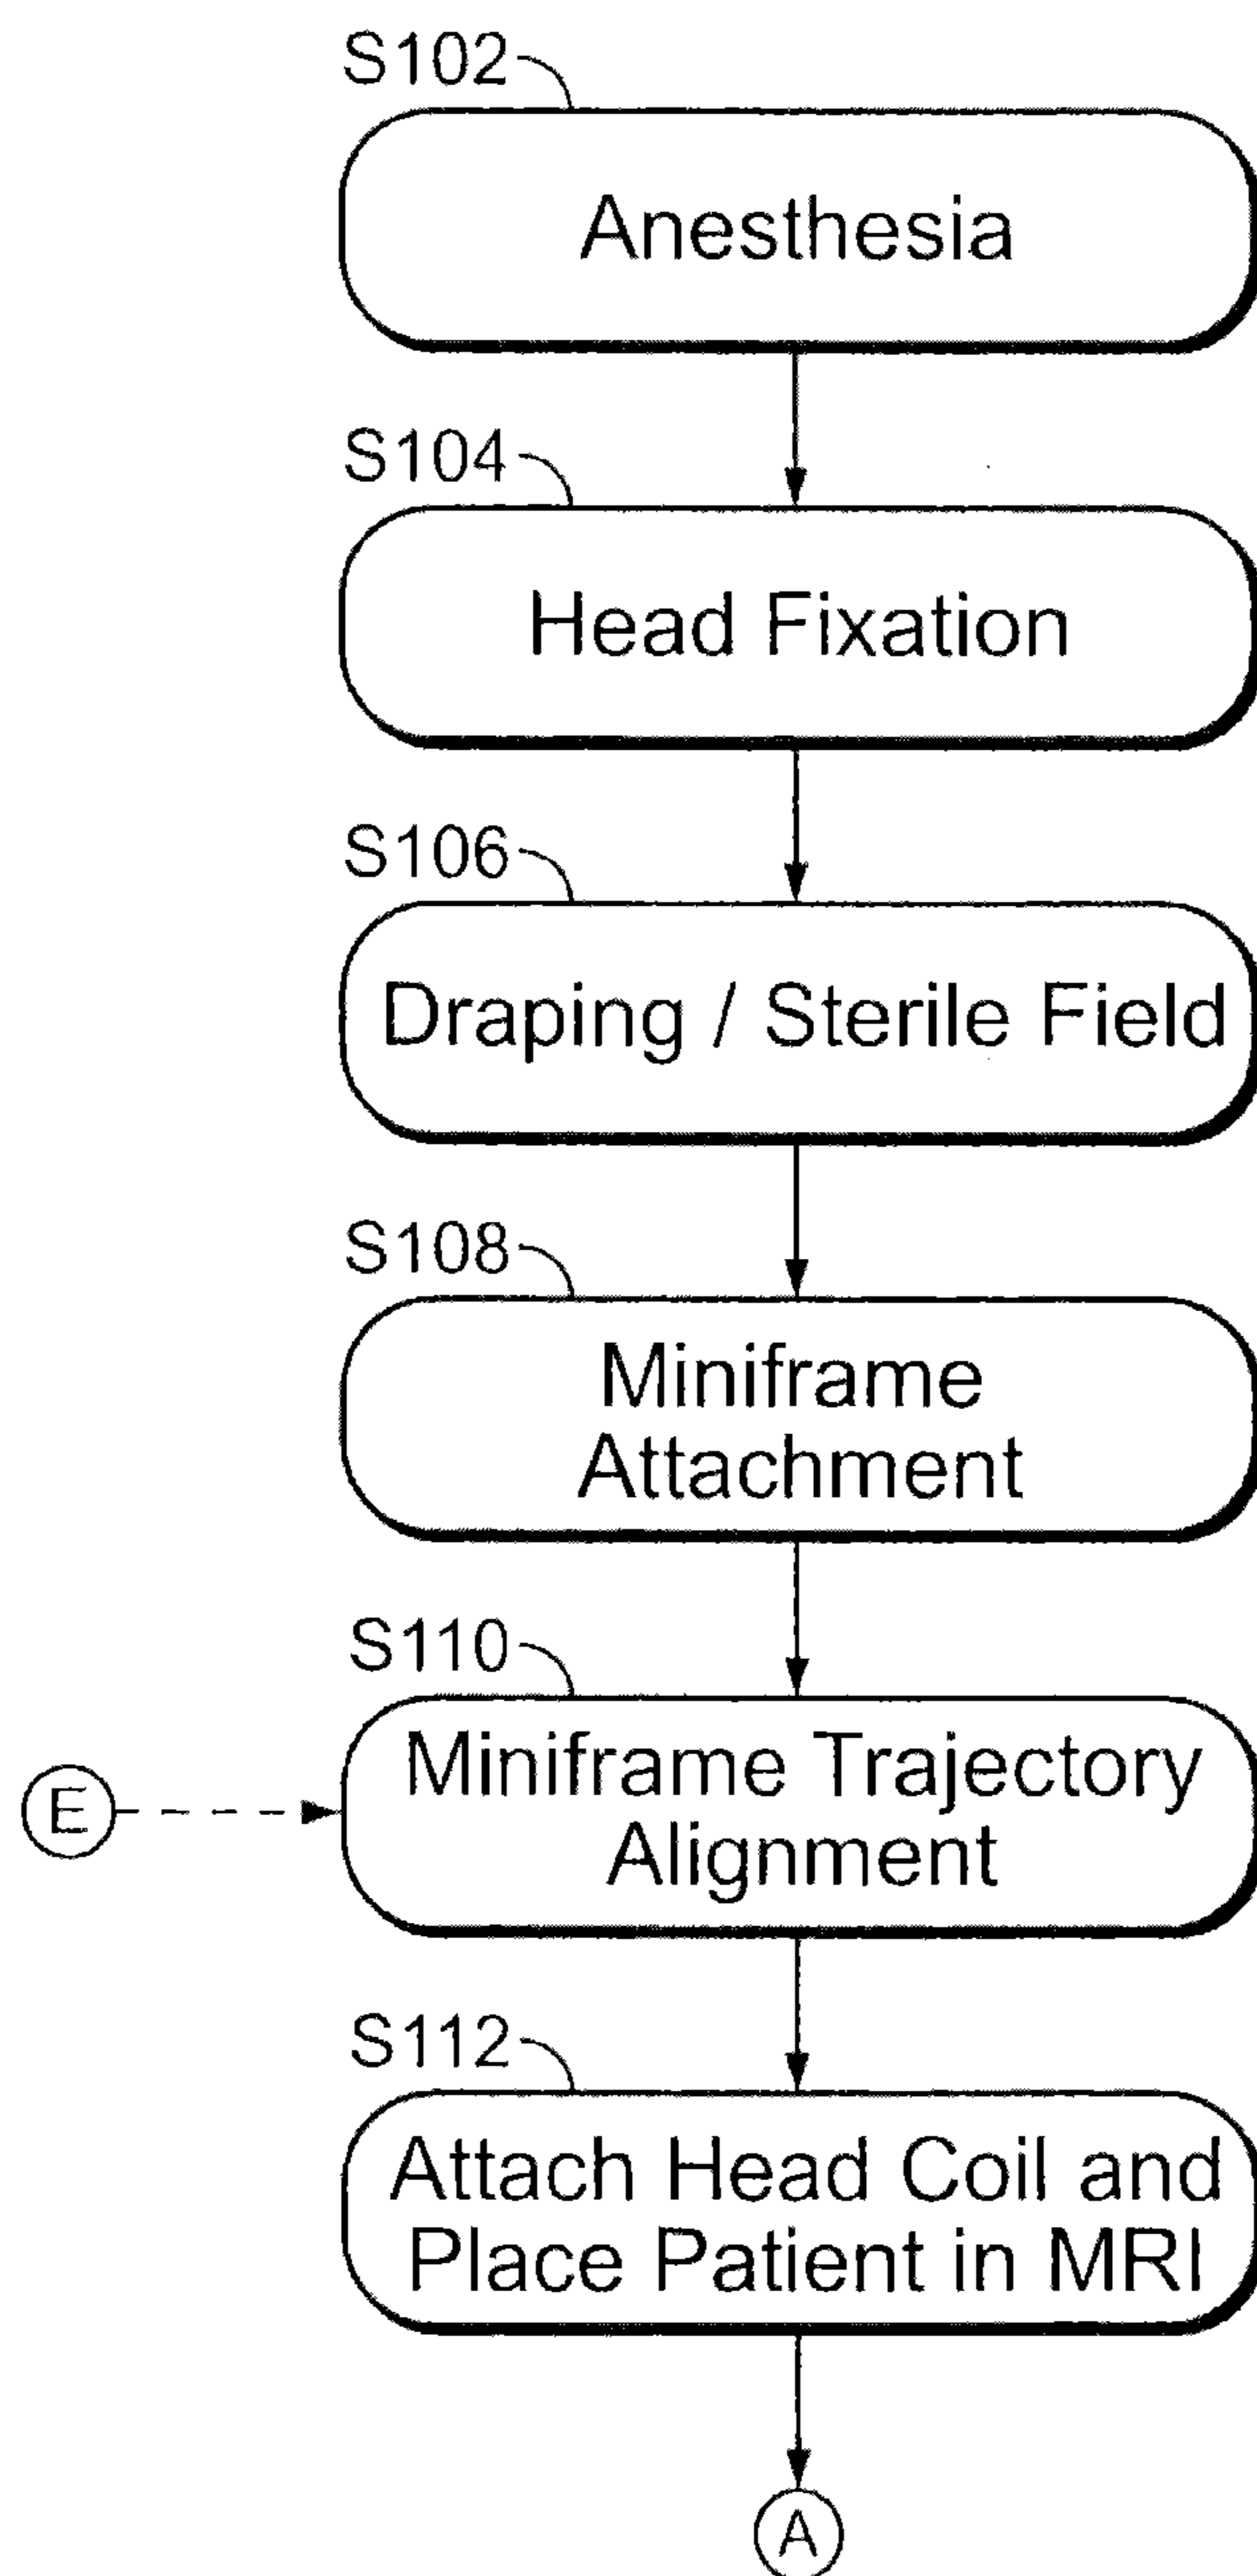 S102
Anesthesia
S104
Head Fixation
S106
Draping / Sterile Field
S108
Miniframe
Attachment
S110
Miniframe Trajectory
Alignment
E
S112
Attach Head Coil and
Place Patient in MRI
A